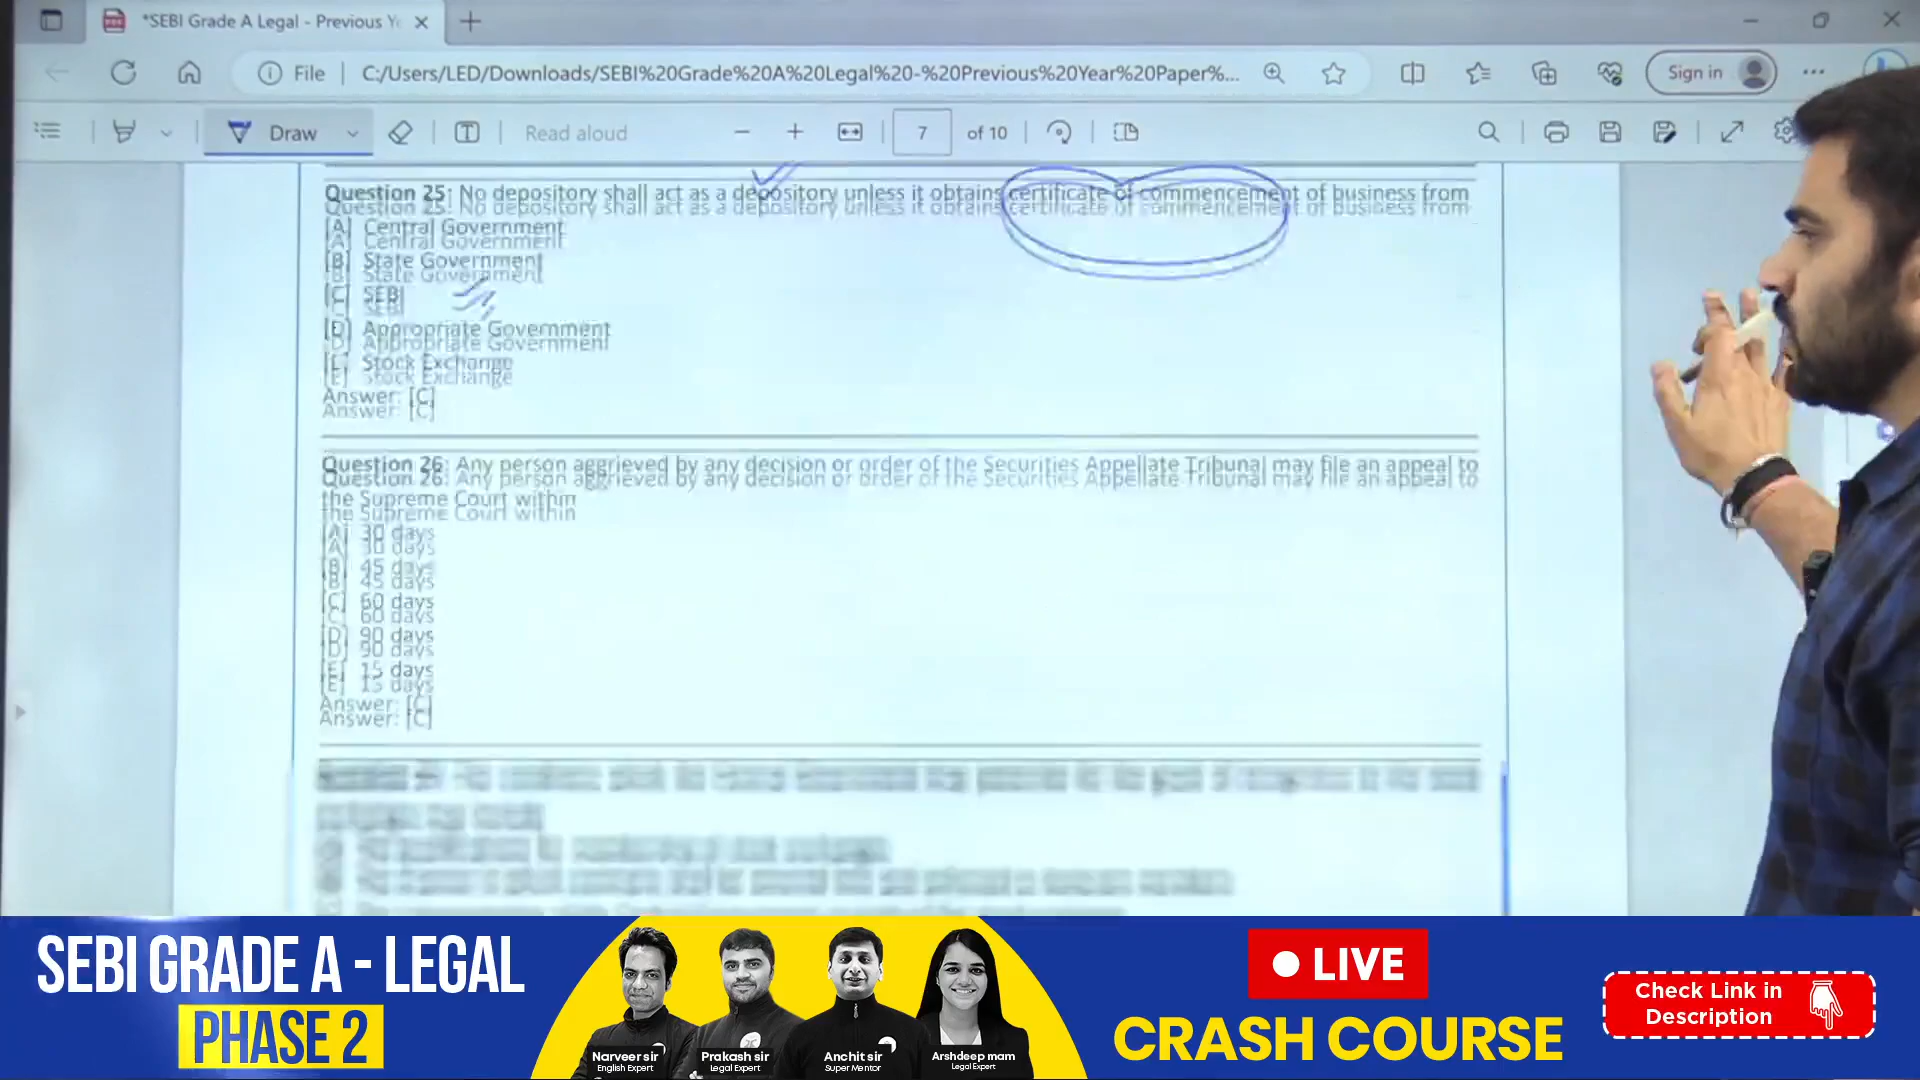 *SEBI Grade A Legal - Previous Ye
File
C:/Users/LED/Downloads/SEBI%20Grade%20A%20Legal%20-%20Previous%20Year%20Paper%...
Sign in
Draw
Read aloud
7
of 10
Question 25: No depository shall act as a depository unless it obtains certificate of commencement of business from
[A] Central Government
[B] State Government
[C] SEBI
[D] Appropriate Government
[E] Stock Exchange
Answer: [C]
Question 26: Any person aggrieved by any decision or order of the Securities Appellate Tribunal may file an appeal to
the Supreme Court within
[A] 30 days
[B] 45 days
[C] 60 days
[D] 90 days
[E] 15 days
Answer: [C]
SEBI GRADE A - LEGAL
PHASE 2
Narveer sir
English Expert
Prakash sir
Legal Expert
Anchit sir
Super Mentor
Arshdeep mam
Legal Expert
LIVE
CRASH COURSE
Check Link in
Description